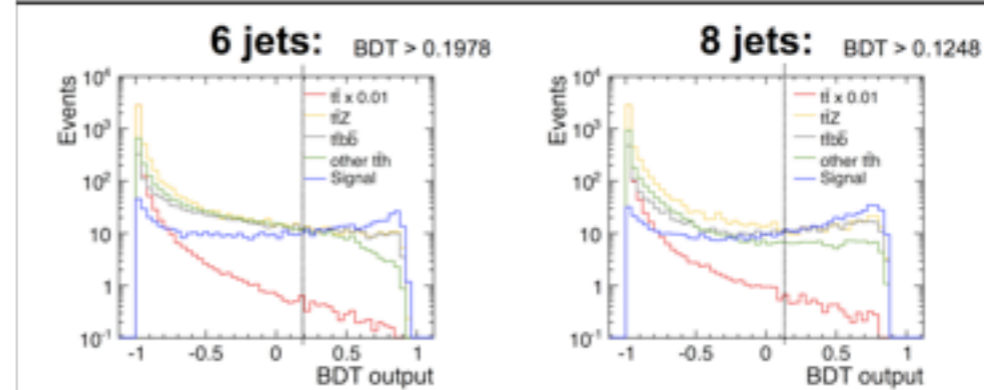 6 jets: BDT > 0.1978
Events
10⁴
10³
10²
10
1
10⁻¹
tt̄ x 0.01
tt̄Z
tt̄bb̄
other tt̄h
Signal
-1 -0.5 0 0.5 1
BDT output
8 jets: BDT > 0.1248
Events
10⁴
10³
10²
10
1
10⁻¹
tt̄ x 0.01
tt̄Z
tt̄bb̄
other tt̄h
Signal
-1 -0.5 0 0.5 1
BDT output